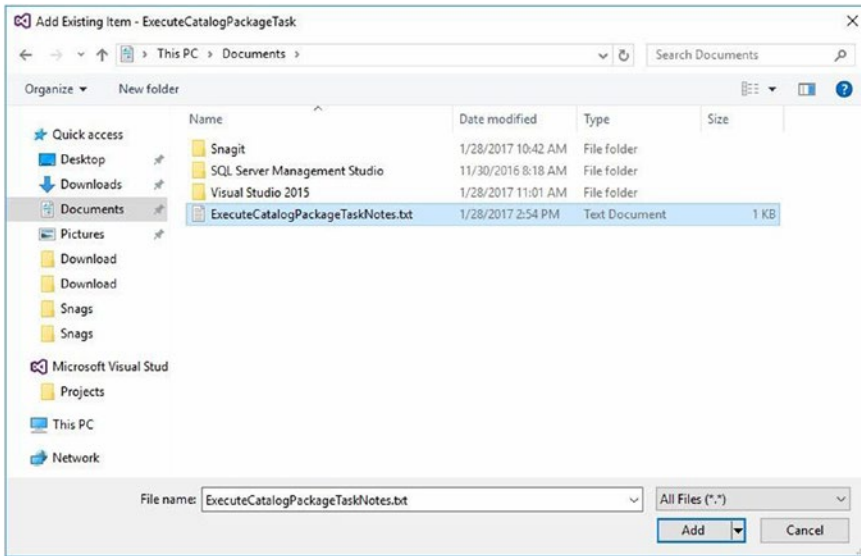 Add Existing Item - ExecuteCatalogPackageTask
This PC > Documents >
Search Documents
Organize
New folder
Name
Date modified
Type
Size
Quick access
Desktop
Downloads
Documents
Pictures
Download
Download
Snags
Snags
Microsoft Visual Stud
Projects
This PC
Network
Snagit 1/28/2017 10:42 AM File folder
SQL Server Management Studio 11/30/2016 8:18 AM File folder
Visual Studio 2015 1/28/2017 11:01 AM File folder
ExecuteCatalogPackageTaskNotes.txt 1/28/2017 2:54 PM Text Document 1 KB
File name: ExecuteCatalogPackageTaskNotes.txt
All Files (*.*)
Add
Cancel